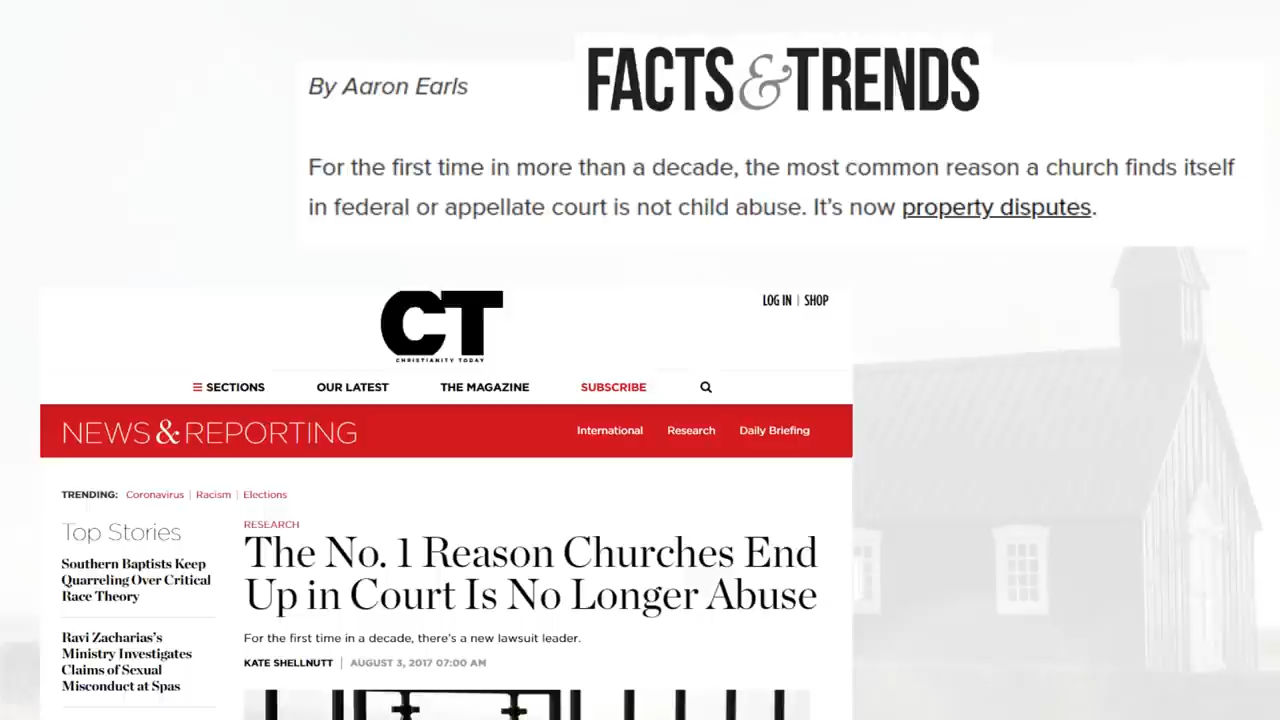 FACTS & TRENDS
By Aaron Earls
For the first time in more than a decade, the most common reason a church finds itself
in federal or appellate court is not child abuse. It's now property disputes.
CT
CHRISTIANITY TODAY
LOG IN | SHOP
☰ SECTIONS OUR LATEST THE MAGAZINE SUBSCRIBE
NEWS & REPORTING
International Research Daily Briefing
TRENDING: Coronavirus | Racism | Elections
Top Stories
Southern Baptists Keep
Quarreling Over Critical
Race Theory
Ravi Zacharias's
Ministry Investigates
Claims of Sexual
Misconduct at Spas
RESEARCH
The No. 1 Reason Churches End
Up in Court Is No Longer Abuse
For the first time in a decade, there's a new lawsuit leader.
KATE SHELLNUTT | AUGUST 3, 2017 07:00 AM